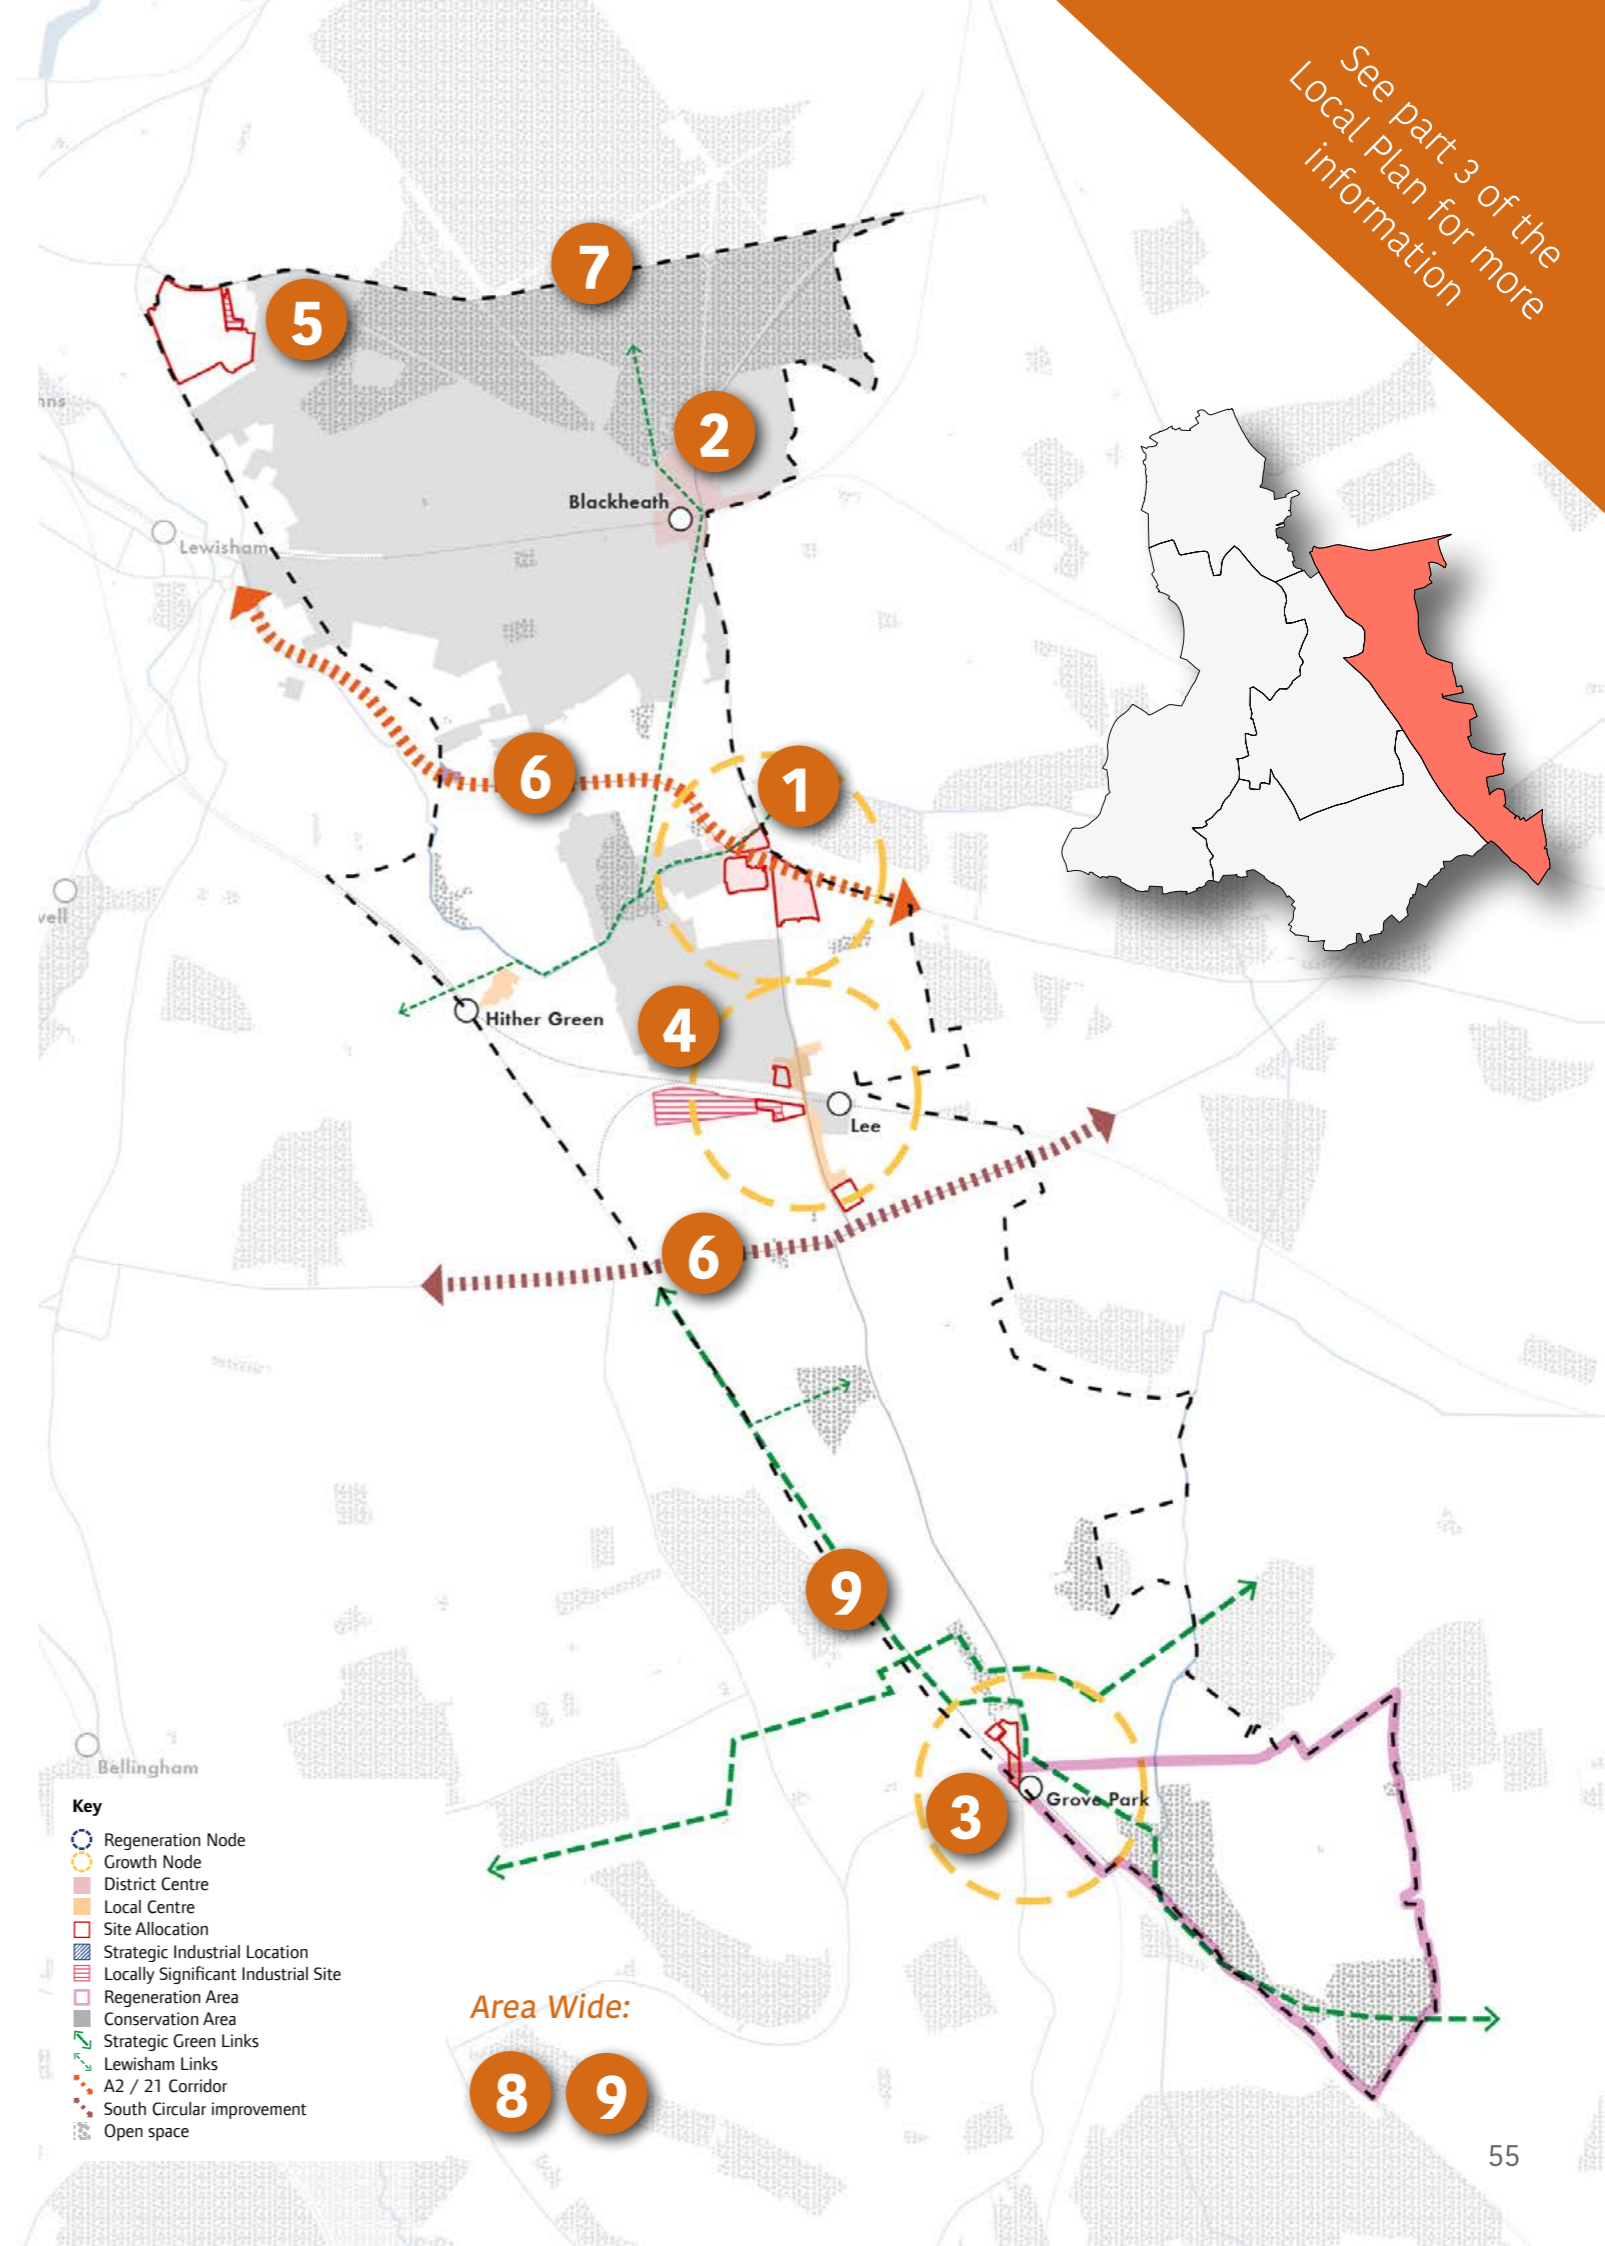 See part 3 of the
Local Plan for more
information
7
5
2
Blackheath
Lewisham
6
1
Hither Green
4
Lee
6
9
Bellingham
Grove Park
3
Key
Regeneration Node
Growth Node
District Centre
Local Centre
Site Allocation
Strategic Industrial Location
Locally Significant Industrial Site
Regeneration Area
Conservation Area
Strategic Green Links
Lewisham Links
A2 / 21 Corridor
South Circular improvement
Open space
Area Wide:
8 9
55